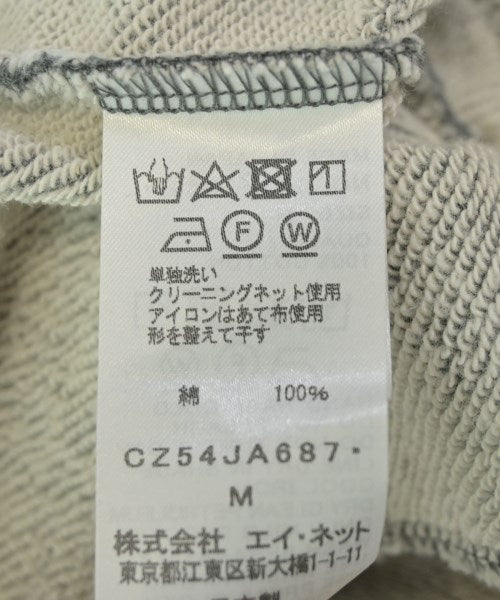 F W
単独洗い
クリーニングネット使用
アイロンはあて布使用
形を整えて干す
綿 100%
CZ54JA687・
M
株式会社 エイ・ネット
東京都江東区新大橋1-1-11